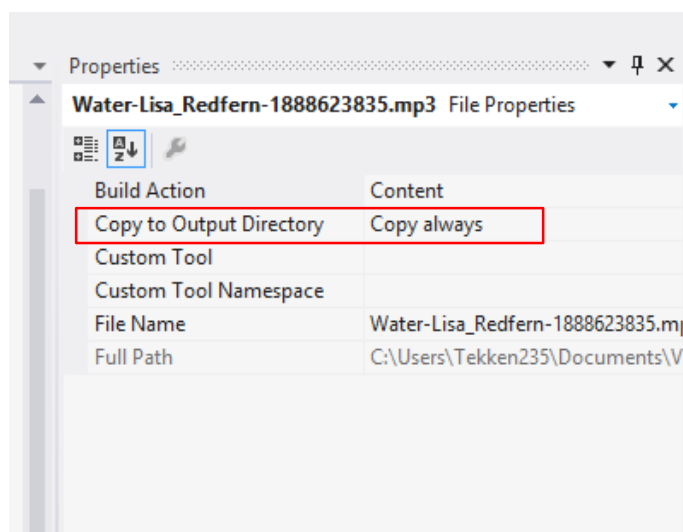 Properties
Water-Lisa_Redfern-1888623835.mp3 File Properties
Build Action Content
Copy to Output Directory Copy always
Custom Tool
Custom Tool Namespace
File Name Water-Lisa_Redfern-1888623835.m
Full Path C:\Users\Tekken235\Documents\V